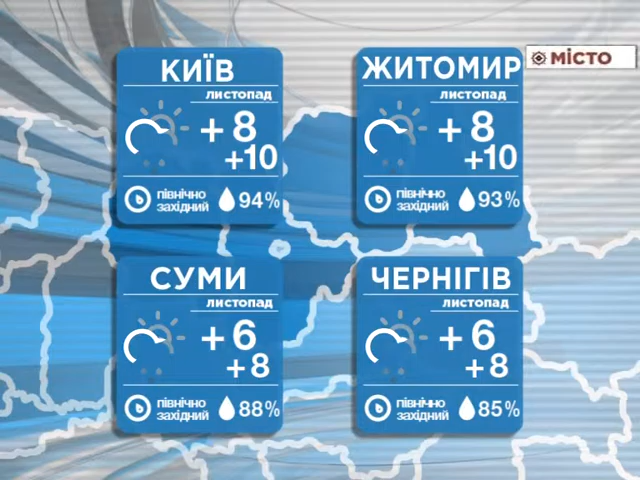 МІСТО
КИЇВ
листопад
+8
+10
північно
західний
94%
ЖИТОМИР
листопад
+8
+10
північно
західний
93%
СУМИ
листопад
+6
+8
північно
західний
88%
ЧЕРНІГІВ
листопад
+6
+8
північно
західний
85%